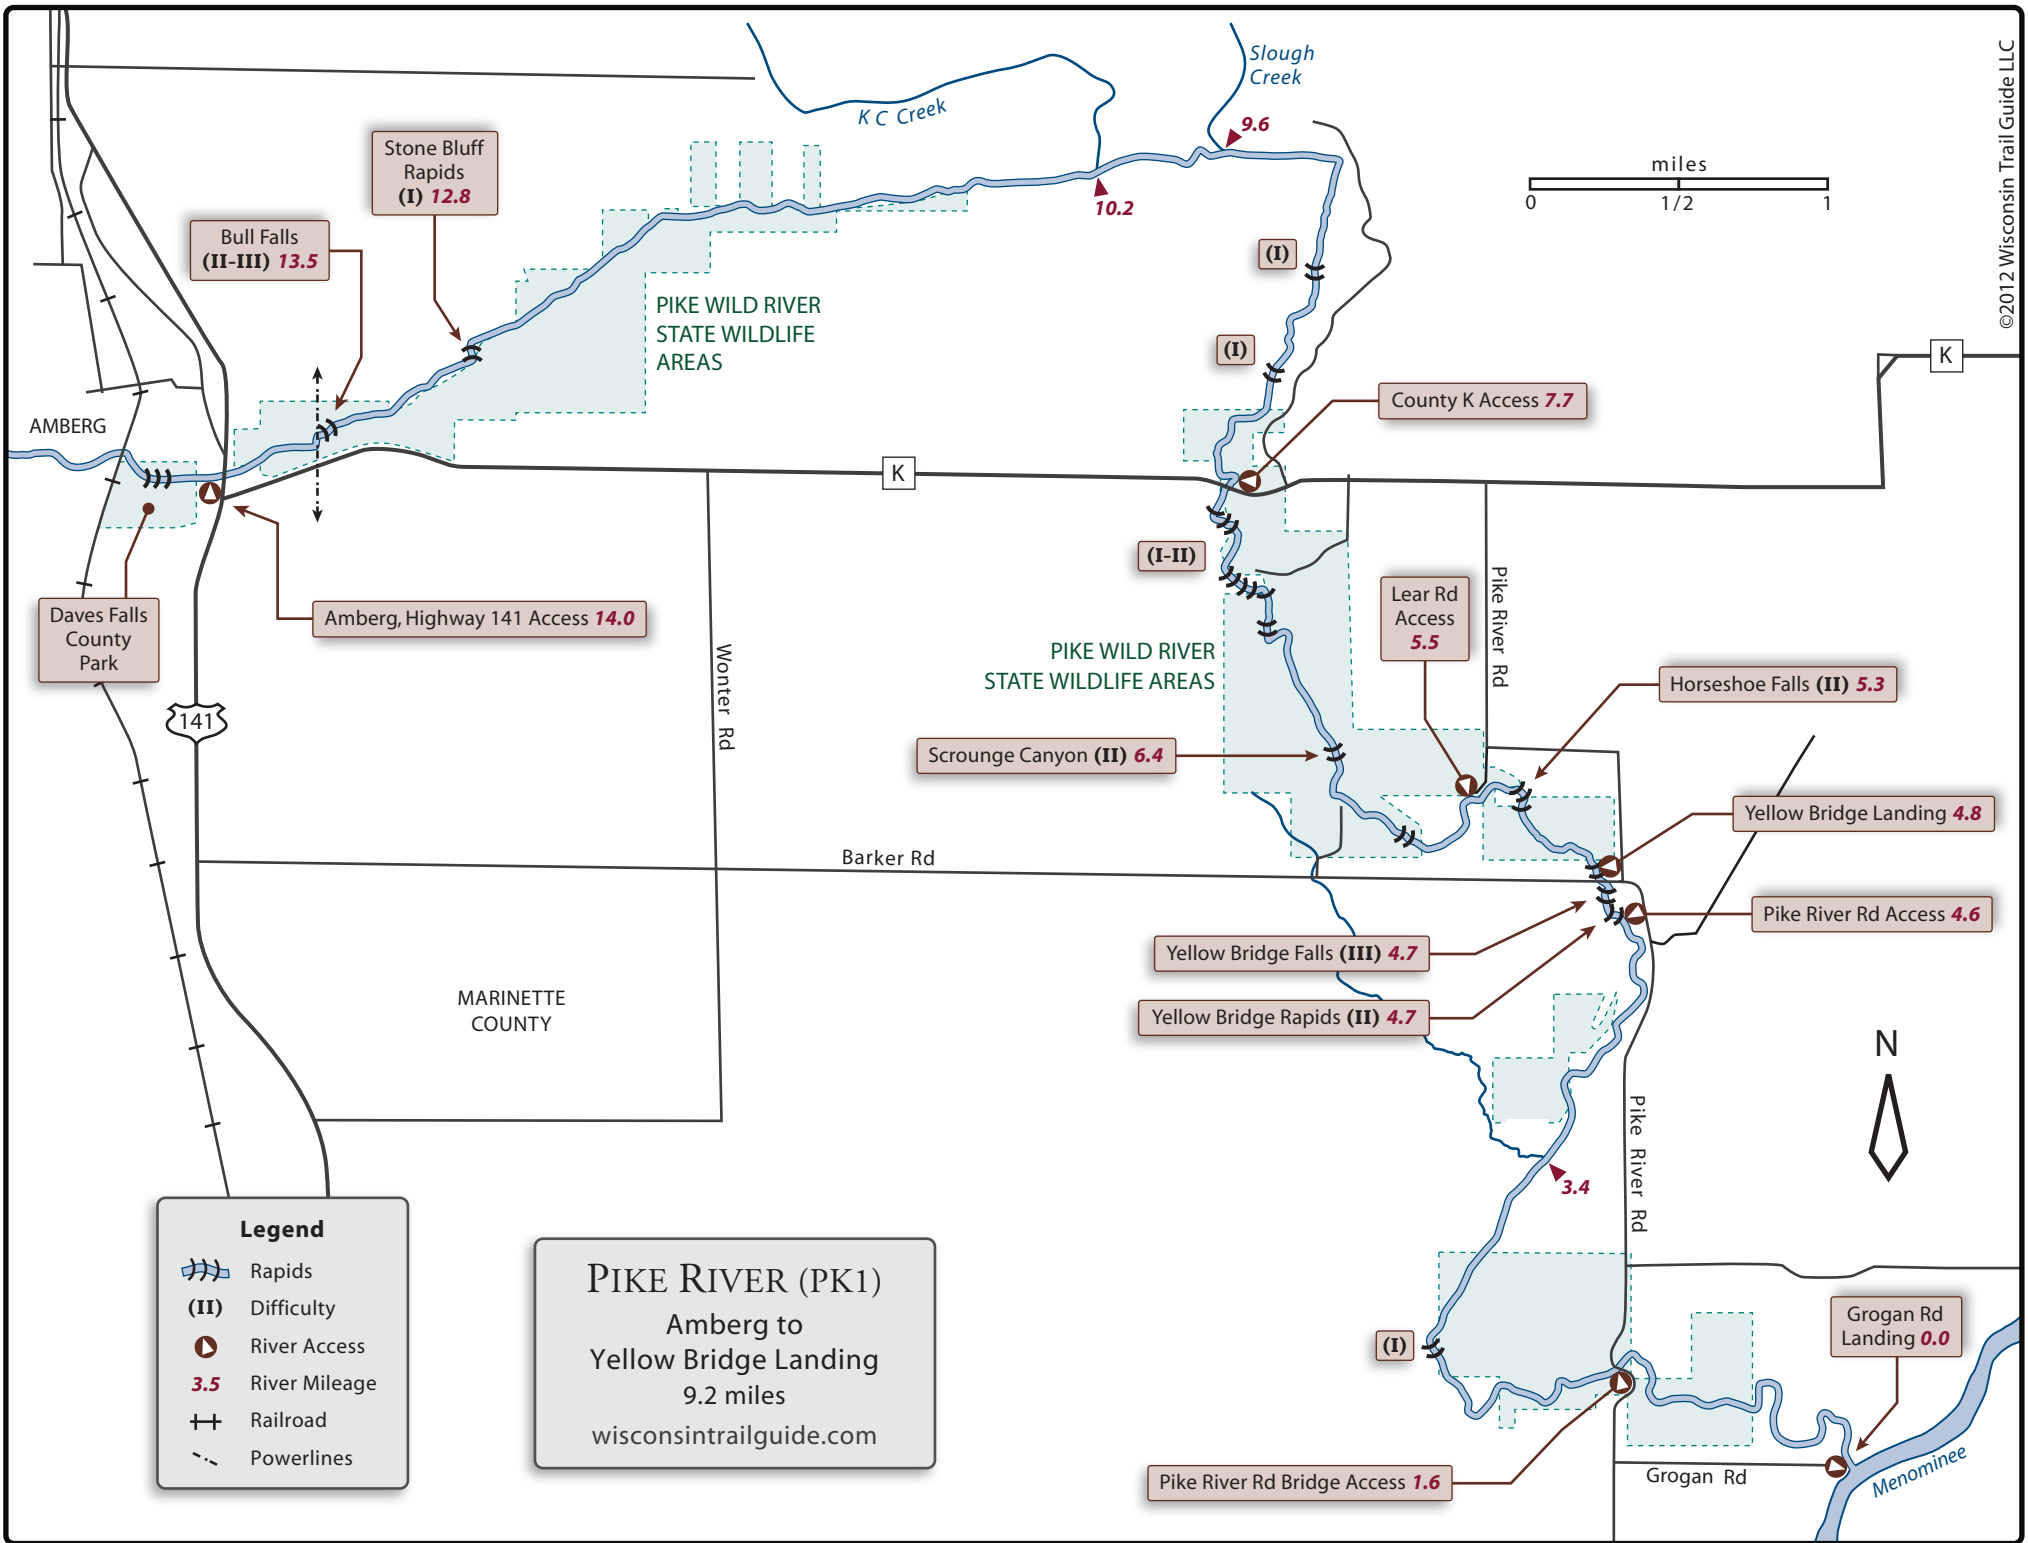 ©2012 Wisconsin Trail Guide LLC
Slough
Creek
K C Creek
9.6
10.2
miles
0
1/2
1
Stone Bluff
Rapids
(I) 12.8
Bull Falls
(II-III) 13.5
PIKE WILD RIVER
STATE WILDLIFE
AREAS
(I)
(I)
K
County K Access 7.7
AMBERG
K
(I-II)
Lear Rd
Access
5.5
Pike River Rd
Daves Falls
County
Park
Amberg, Highway 141 Access 14.0
Wonter Rd
PIKE WILD RIVER
STATE WILDLIFE AREAS
Horseshoe Falls (II) 5.3
141
Scrounge Canyon (II) 6.4
Yellow Bridge Landing 4.8
Barker Rd
Pike River Rd Access 4.6
Yellow Bridge Falls (III) 4.7
MARINETTE
COUNTY
Yellow Bridge Rapids (II) 4.7
N
Pike River Rd
3.4
Legend
Rapids
(II) Difficulty
River Access
3.5 River Mileage
Railroad
Powerlines
PIKE RIVER (PK1)
Amberg to
Yellow Bridge Landing
9.2 miles
wisconsintrailguide.com
(I)
Grogan Rd
Landing 0.0
Pike River Rd Bridge Access 1.6
Grogan Rd
Menominee